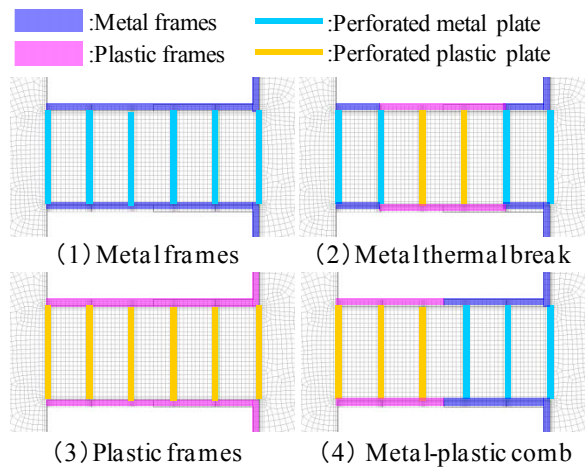 :Metal frames :Perforated metal plate
:Plastic frames :Perforated plastic plate
(1) Metal frames (2) Metal thermal break
(3) Plastic frames (4) Metal-plastic comb